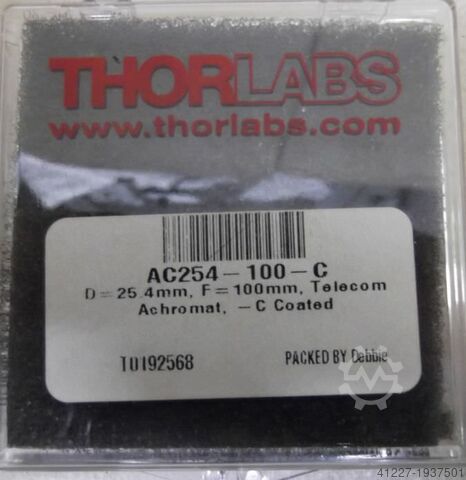 THORLABS
www.thorlabs.com
AC254-100-C
D=25.4mm, F=100mm, Telecom
Achromat, -C Coated
T0192568 PACKED BY Debbie
41227-1937501